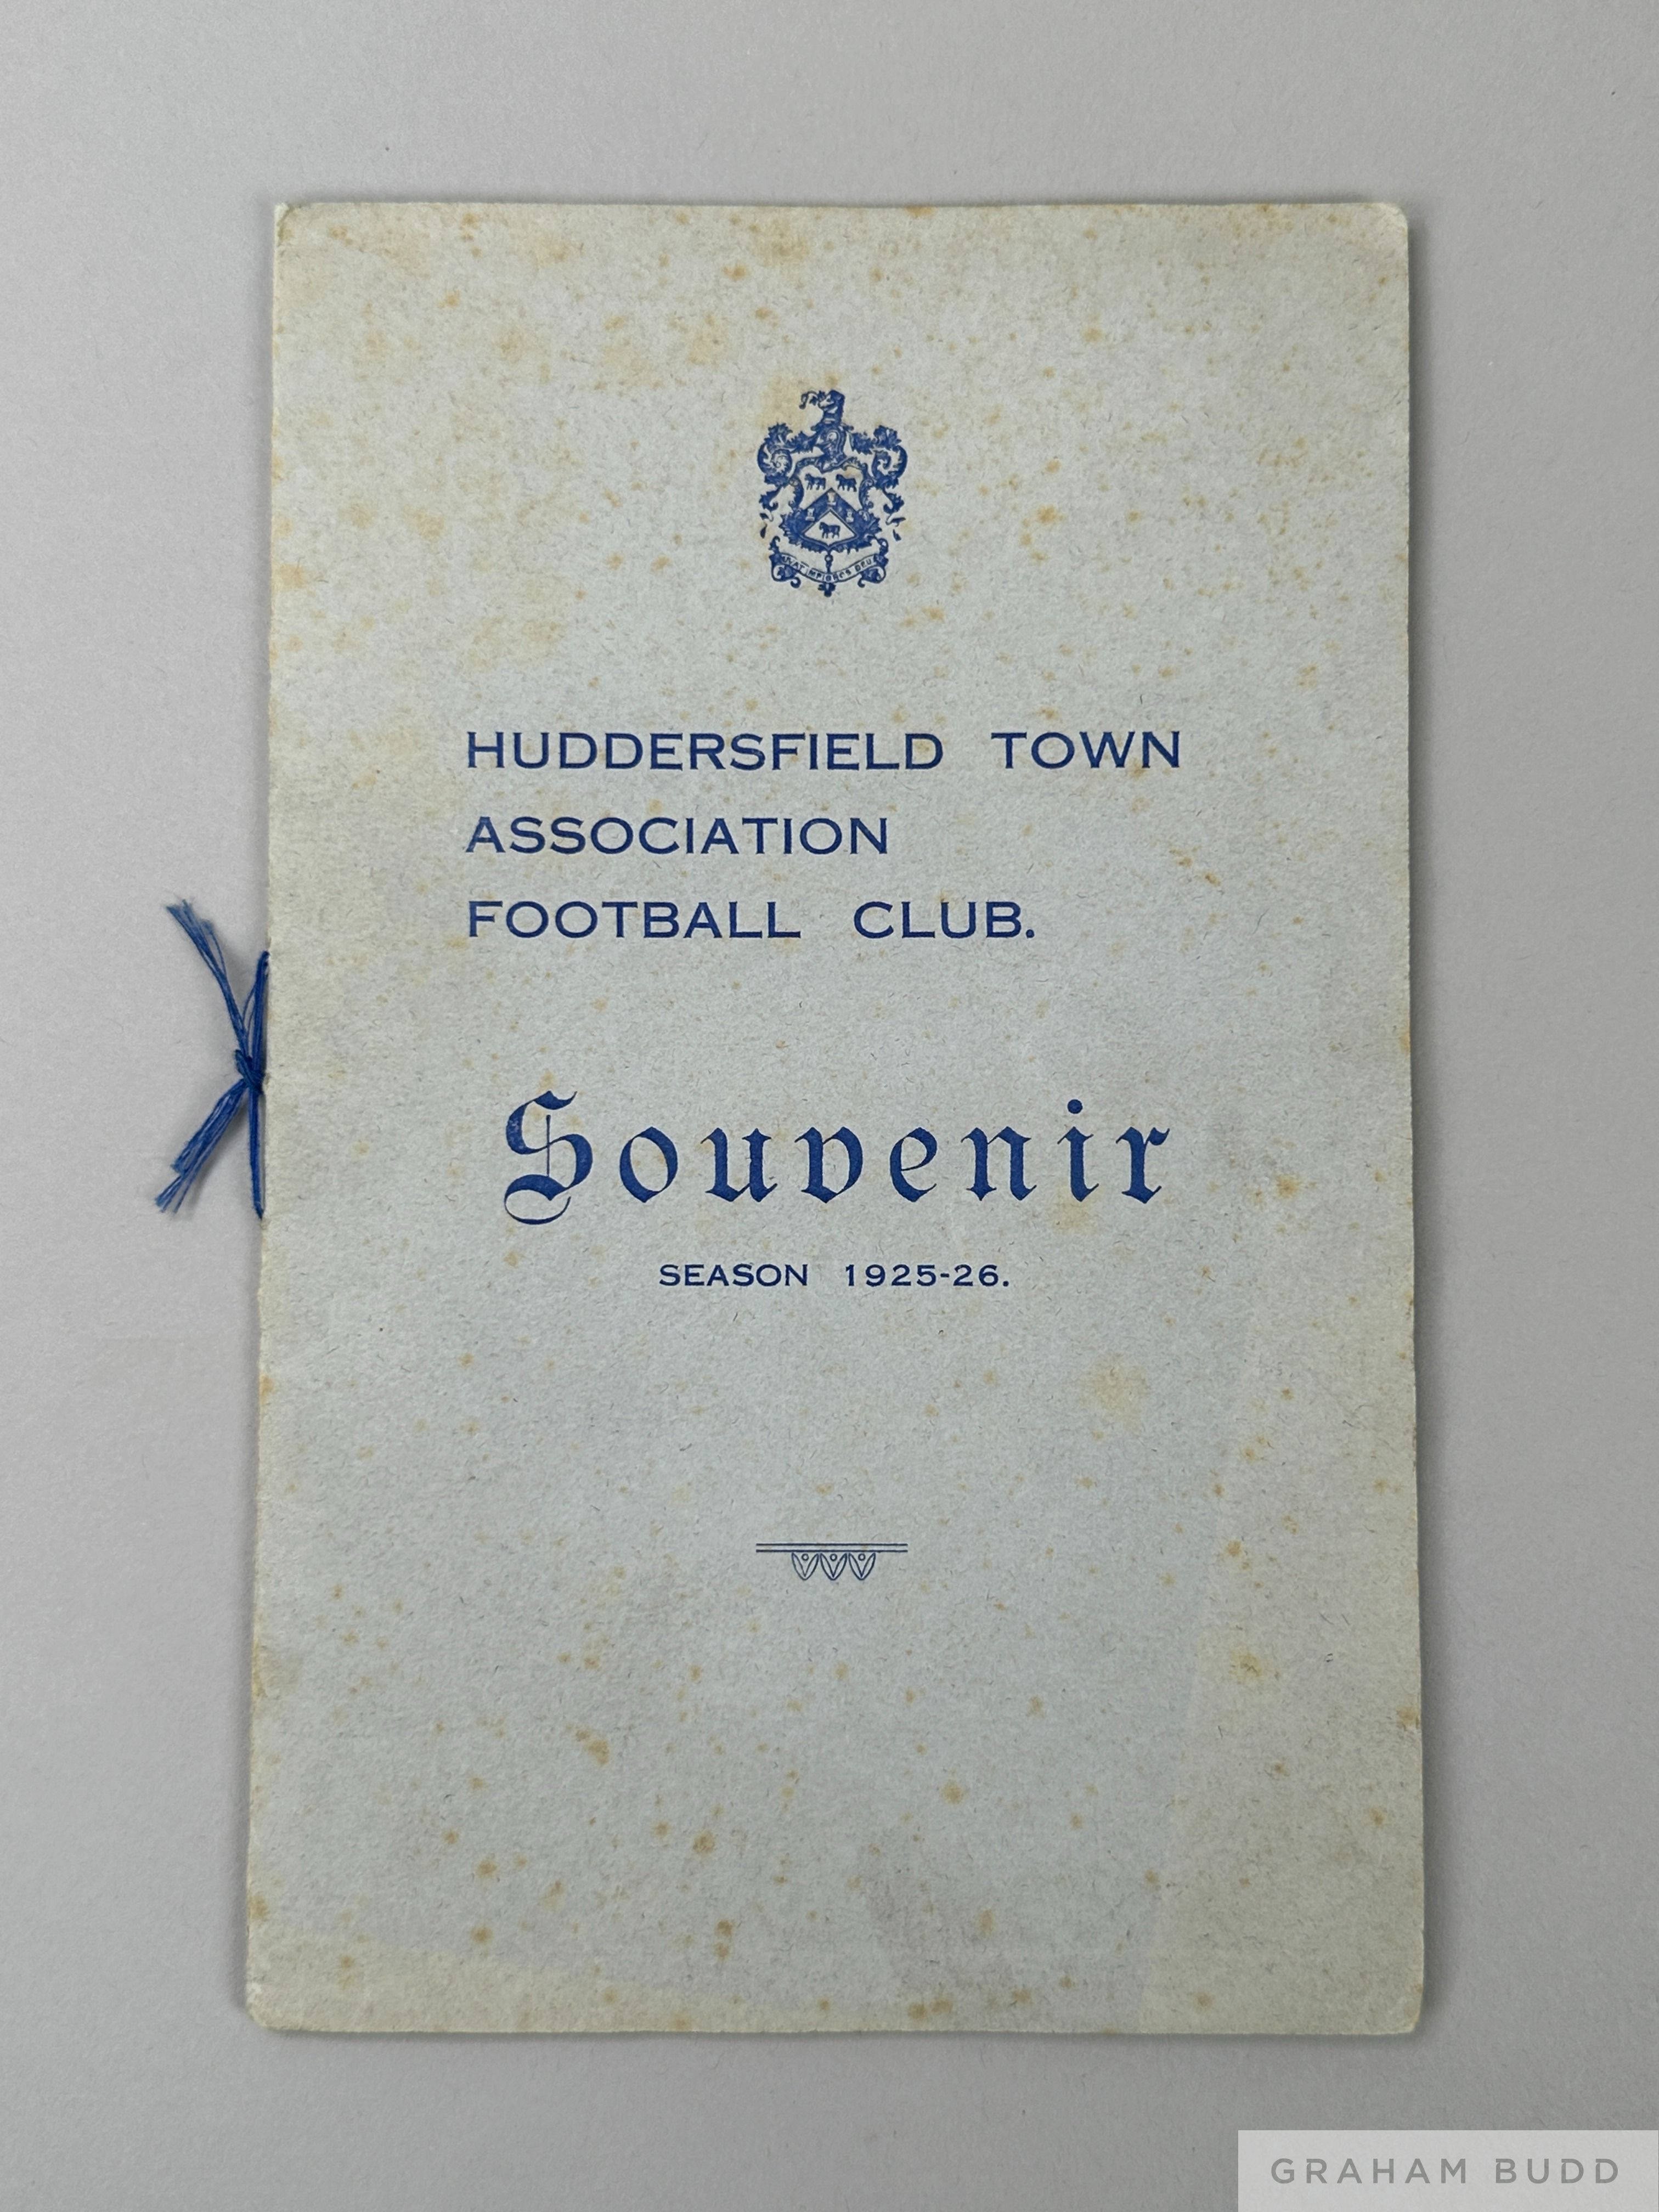 HUDDERSFIELD TOWN
ASSOCIATION
FOOTBALL CLUB.
Souvenir
SEASON 1925-26.
GRAHAM BUDD